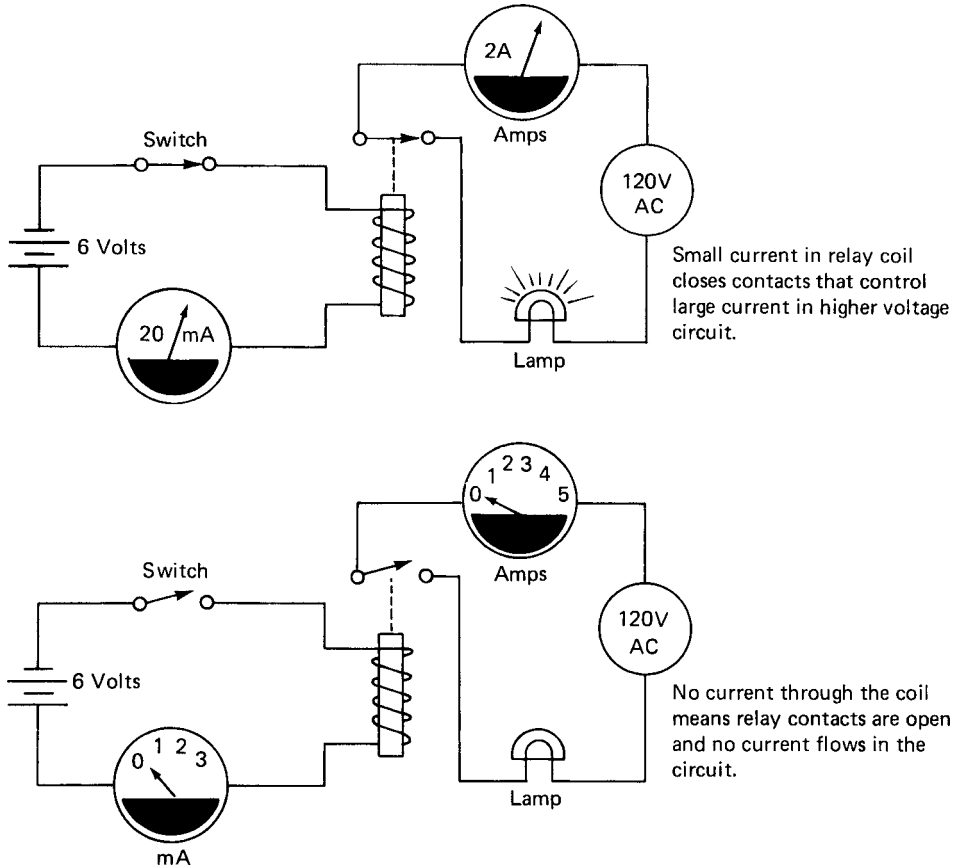 2A
Amps
Switch
120V
AC
6 Volts
20 mA
Small current in relay coil
closes contacts that control
large current in higher voltage
circuit.
Lamp
0 1 2 3 4 5
Amps
Switch
120V
AC
6 Volts
No current through the coil
means relay contacts are open
and no current flows in the
circuit.
0 1 2 3
Lamp
mA